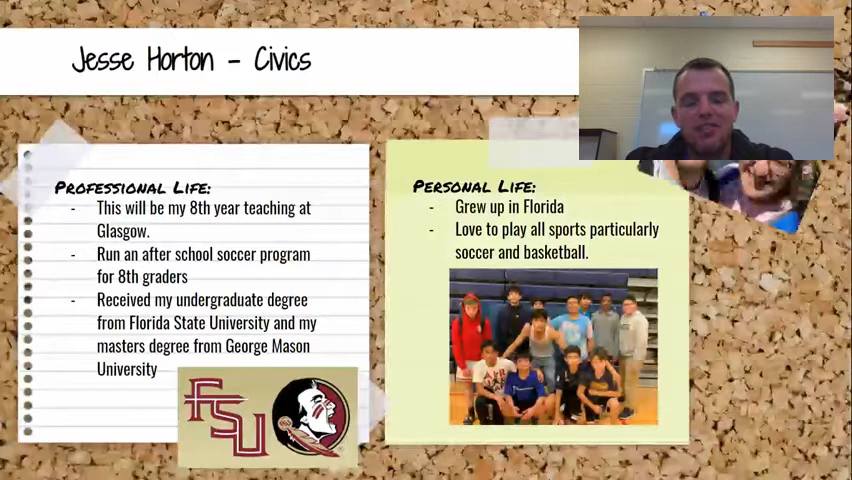 Jesse Horton - Civics
Professional Life:
- This will be my 8th year teaching at
Glasgow.
- Run an after school soccer program
for 8th graders
- Received my undergraduate degree
from Florida State University and my
masters degree from George Mason
University
FSU
Personal Life:
- Grew up in Florida
- Love to play all sports particularly
soccer and basketball.